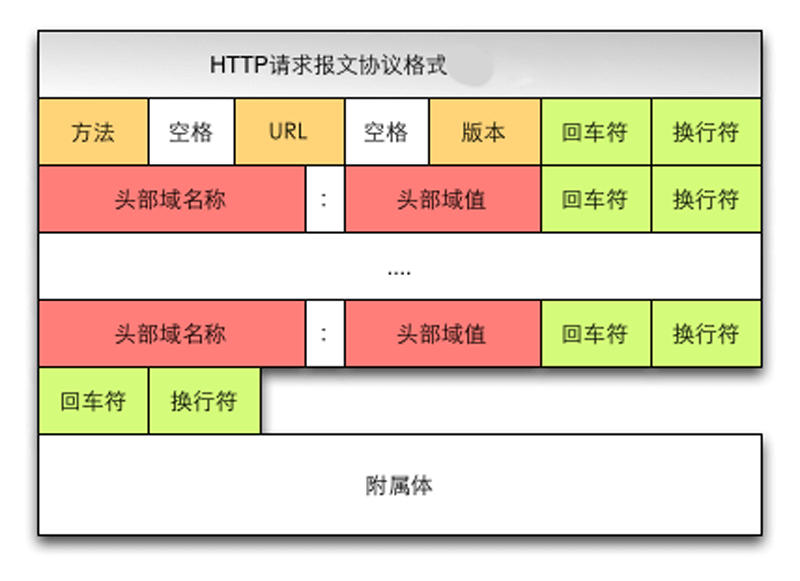 HTTP请求报文协议格式
方法 空格 URL 空格 版本 回车符 换行符
头部域名称 : 头部域值 回车符 换行符
....
头部域名称 : 头部域值 回车符 换行符
回车符 换行符
附属体